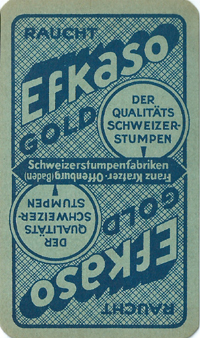 RAUCHT
Efkaso
GOLD
DER
QUALITÄTS
SCHWEIZER-
STUMPEN
Schweizerstumpenfabriken
Franz Kratzer-Offenburg (Baden)
GOLD
DER
QUALITÄTS
SCHWEIZER-
STUMPEN
Efkaso
RAUCHT